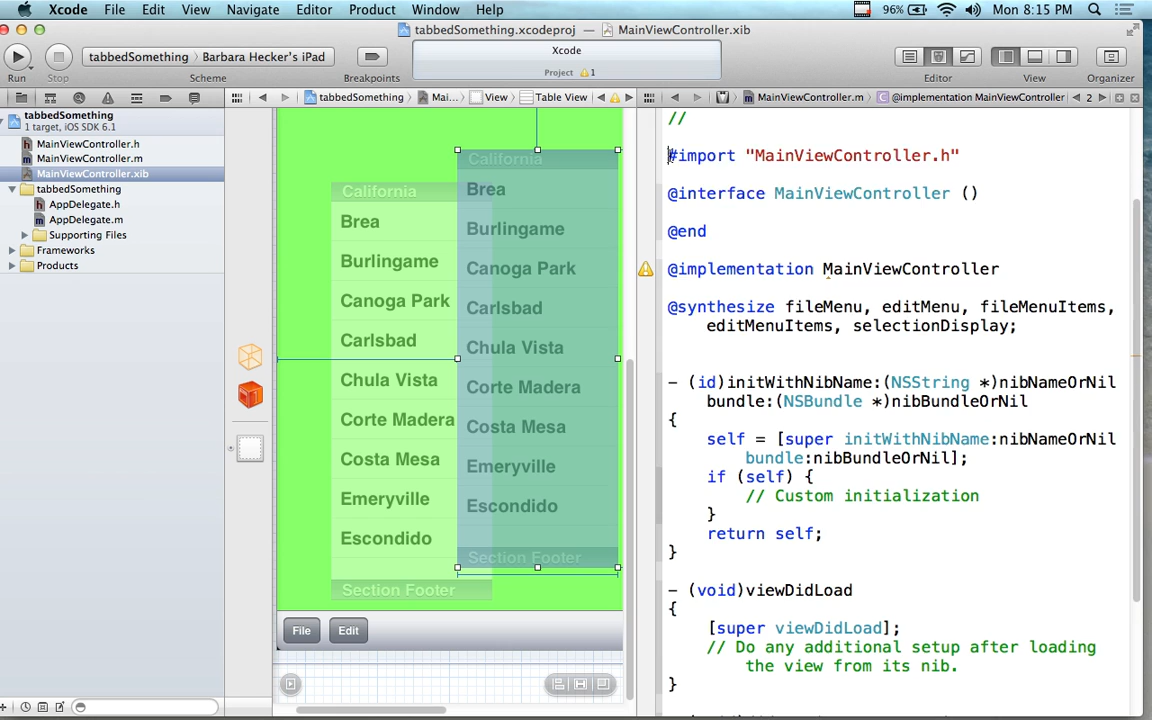 Xcode File Edit View Navigate Editor Product Window Help 96% Mon 8:15 PM
tabbedSomething.xcodeproj — MainViewController.xib
tabbedSomething Barbara Hecker's iPad
Xcode
Project 1
Run Stop Scheme Breakpoints Editor View Organizer
tabbedSomething Mai... View Table View
MainViewController.m @implementation MainViewController 2
tabbedSomething
1 target, iOS SDK 6.1
MainViewController.h
MainViewController.m
MainViewController.xib
tabbedSomething
AppDelegate.h
AppDelegate.m
Supporting Files
Frameworks
Products
California
Brea
Burlingame
Canoga Park
Carlsbad
Chula Vista
Corte Madera
Costa Mesa
Emeryville
Escondido
Section Footer
California
Brea
Burlingame
Canoga Park
Carlsbad
Chula Vista
Corte Madera
Costa Mesa
Emeryville
Escondido
Section Footer
File Edit
//
#import "MainViewController.h"
@interface MainViewController ()
@end
@implementation MainViewController
@synthesize fileMenu, editMenu, fileMenuItems,
editMenuItems, selectionDisplay;
- (id)initWithNibName:(NSString *)nibNameOrNil
bundle:(NSBundle *)nibBundleOrNil
{
self = [super initWithNibName:nibNameOrNil
bundle:nibBundleOrNil];
if (self) {
// Custom initialization
}
return self;
}
- (void)viewDidLoad
{
[super viewDidLoad];
// Do any additional setup after loading
the view from its nib.
}